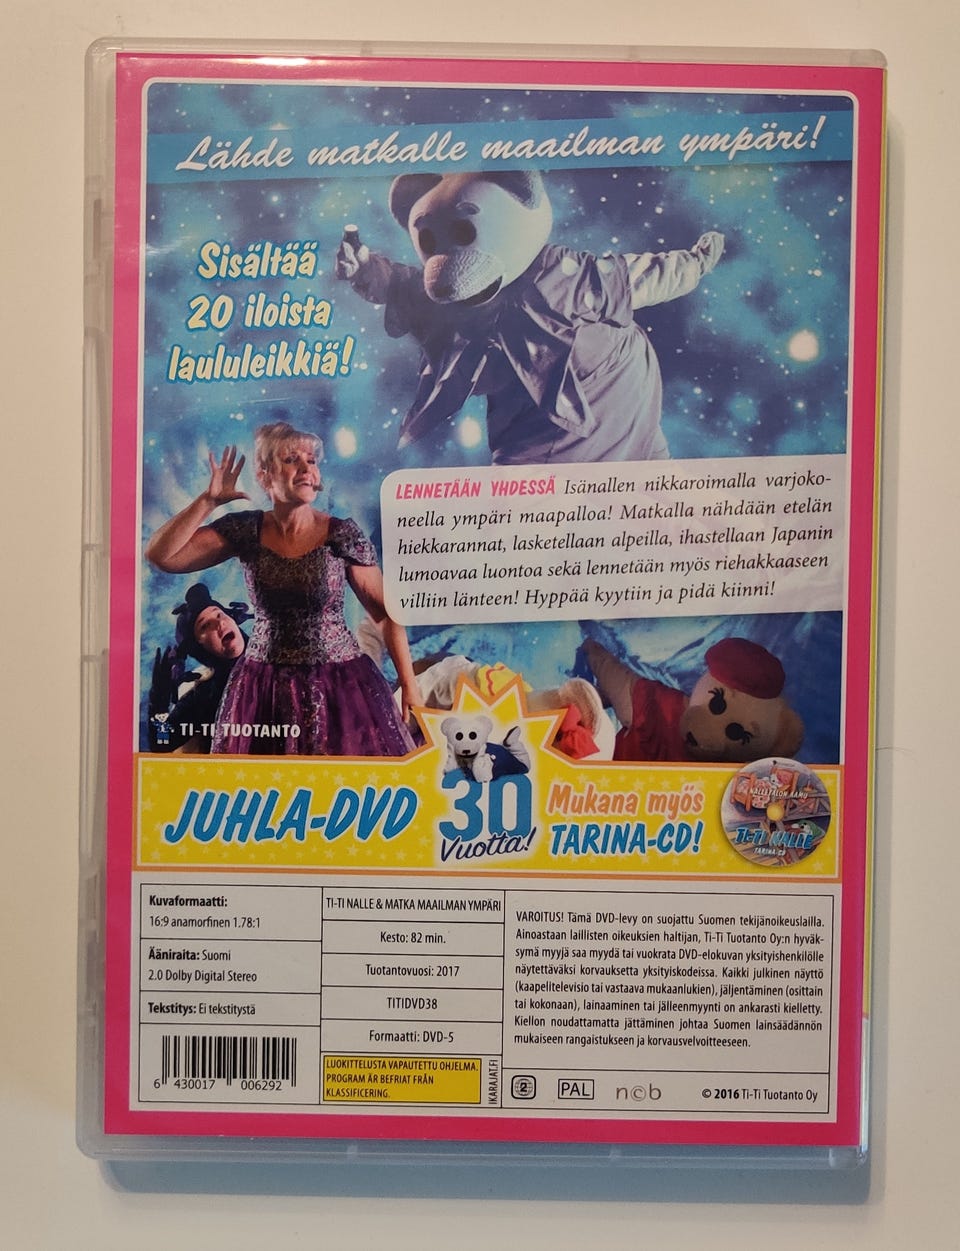 Lähde matkalle maailman ympäri!
Sisältää
20 iloista
laululeikkiä!
LENNETÄÄN YHDESSÄ Isänallen nikkaroimalla varjoko-
neella ympäri maapalloa! Matkalla nähdään etelän
hiekkarannat, lasketellaan alpeilla, ihastellaan Japanin
lumoavaa luontoa sekä lennetään myös riehakkaaseen
villiin länteen! Hyppää kyytiin ja pidä kiinni!
TI-TI TUOTANTO
JUHLA-DVD
30
Vuotta!
Mukana myös
TARINA-CD!
NALLETALON AAMU
TI-TI NALLE
TARINA-CD
Kuvaformaatti:
16:9 anamorfinen 1.78:1
Ääniraita: Suomi
2.0 Dolby Digital Stereo
Tekstitys: Ei tekstitystä
6 430017 006292
TI-TI NALLE & MATKA MAAILMAN YMPÄRI
Kesto: 82 min.
Tuotantovuosi: 2017
TITIDVD38
Formaatti: DVD-5
LUOKITTELUSTA VAPAUTETTU OHJELMA.
PROGRAM ÄR BEFRIAT FRÅN
KLASSIFICERING.
IKARAJAT.FI
VAROITUS! Tämä DVD-levy on suojattu Suomen tekijänoikeuslailla.
Ainoastaan laillisten oikeuksien haltijan, Ti-Ti Tuotanto Oy:n hyväk-
symä myyjä saa myydä tai vuokrata DVD-elokuvan yksityishenkilölle
näytettäväksi korvauksetta yksityiskodeissa. Kaikki julkinen näyttö
(kaapelitelevisio tai vastaava mukaanlukien), jäljentäminen (osittain
tai kokonaan), lainaaminen tai jälleenmyynti on ankarasti kielletty.
Kiellon noudattamatta jättäminen johtaa Suomen lainsäädännön
mukaiseen rangaistukseen ja korvausvelvoitteeseen.
2
PAL
ncb
© 2016 Ti-Ti Tuotanto Oy